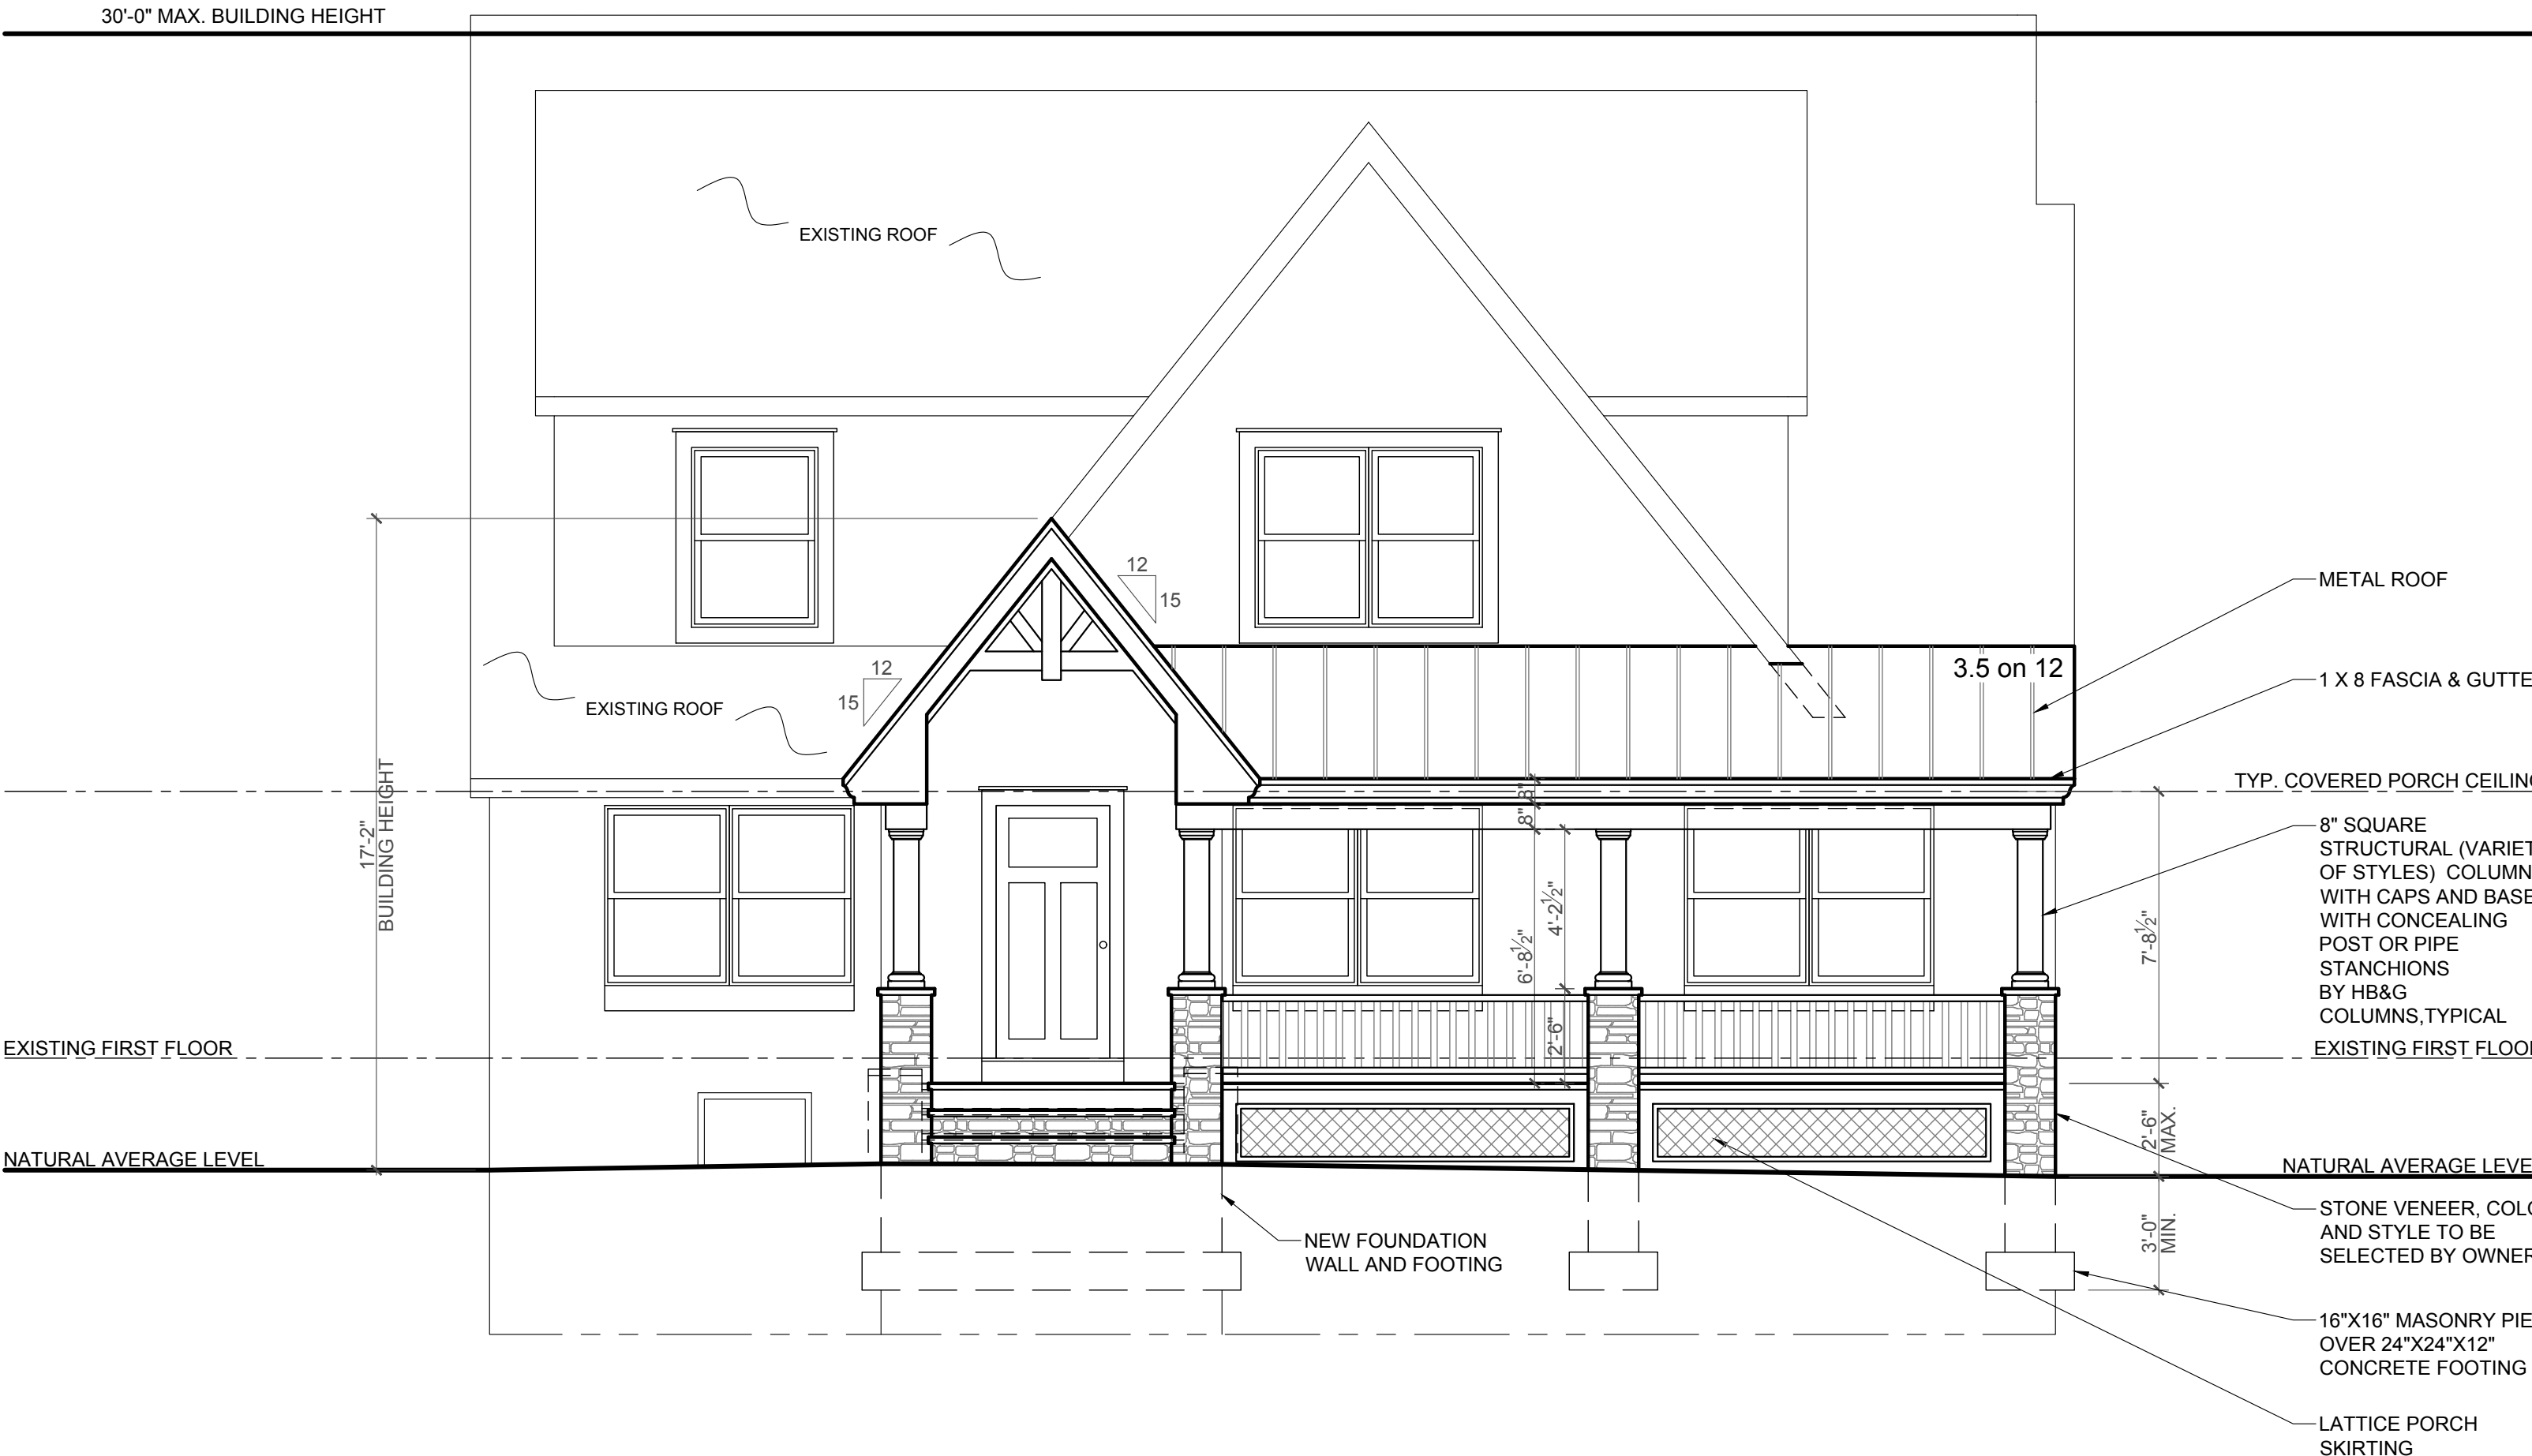 30'-0" MAX. BUILDING HEIGHT
EXISTING ROOF
12
15
METAL ROOF
3.5 on 12
12
15
EXISTING ROOF
1 X 8 FASCIA & GUTTE
17'-2"
BUILDING HEIGHT
TYP. COVERED PORCH CEILING
8"
8"
8" SQUARE
STRUCTURAL (VARIET
OF STYLES) COLUMN
WITH CAPS AND BASE
WITH CONCEALING
POST OR PIPE
STANCHIONS
BY HB&G
COLUMNS,TYPICAL
4'-2½"
6'-8½"
7'-8½"
2'-6"
EXISTING FIRST FLOOR
EXISTING FIRST FLOOR
2'-6"
MAX.
NATURAL AVERAGE LEVEL
NATURAL AVERAGE LEVE
3'-0"
MIN.
STONE VENEER, COLO
AND STYLE TO BE
SELECTED BY OWNER
NEW FOUNDATION
WALL AND FOOTING
16"X16" MASONRY PIE
OVER 24"X24"X12"
CONCRETE FOOTING
LATTICE PORCH
SKIRTING